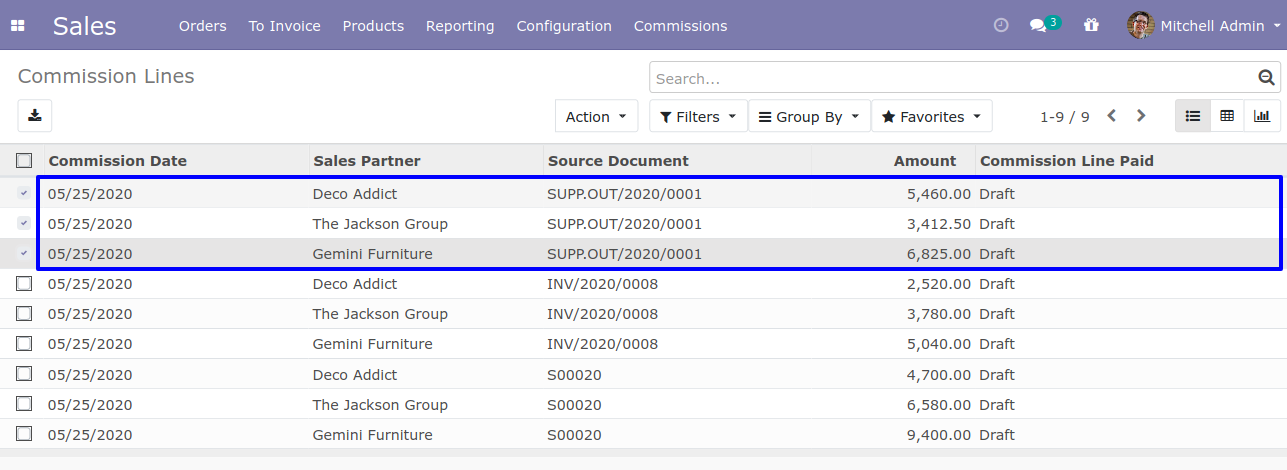 Sales Orders To Invoice Products Reporting Configuration Commissions 3 Mitchell Admin
Commission Lines Search...
Action Filters Group By Favorites 1-9 / 9
Commission Date Sales Partner Source Document Amount Commission Line Paid
05/25/2020 Deco Addict SUPP.OUT/2020/0001 5,460.00 Draft
05/25/2020 The Jackson Group SUPP.OUT/2020/0001 3,412.50 Draft
05/25/2020 Gemini Furniture SUPP.OUT/2020/0001 6,825.00 Draft
05/25/2020 Deco Addict INV/2020/0008 2,520.00 Draft
05/25/2020 The Jackson Group INV/2020/0008 3,780.00 Draft
05/25/2020 Gemini Furniture INV/2020/0008 5,040.00 Draft
05/25/2020 Deco Addict S00020 4,700.00 Draft
05/25/2020 The Jackson Group S00020 6,580.00 Draft
05/25/2020 Gemini Furniture S00020 9,400.00 Draft